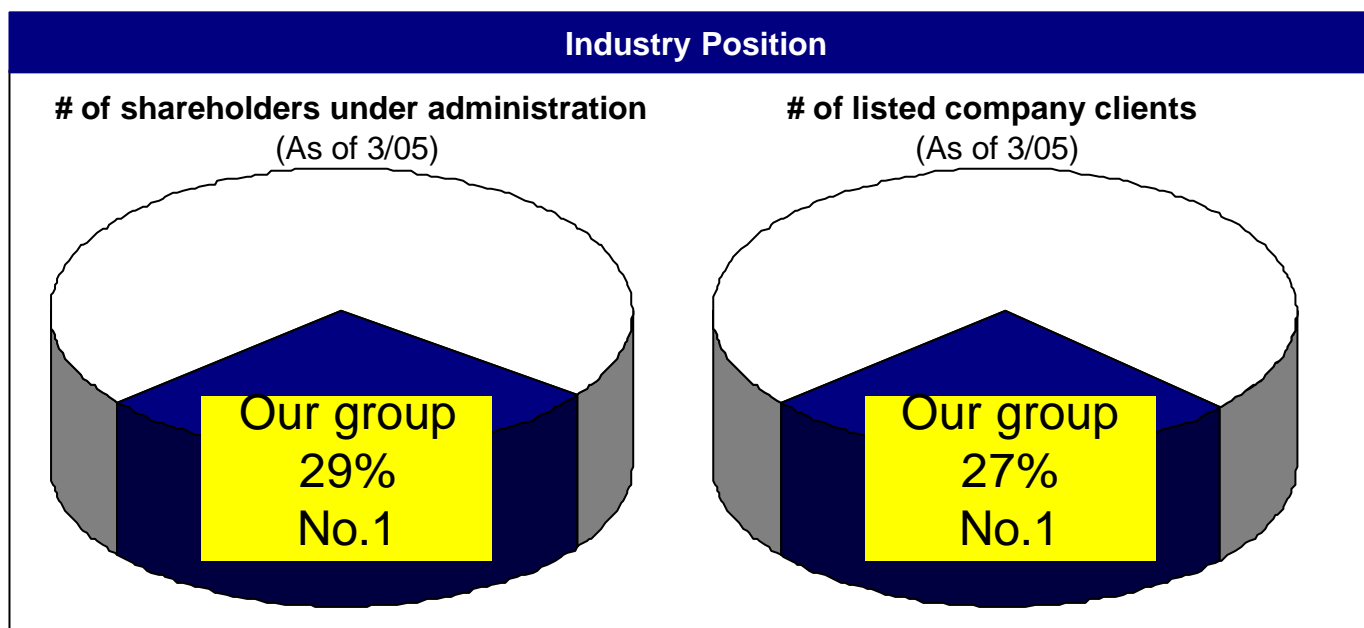 Industry Position
# of shareholders under administration
(As of 3/05)
Our group
29%
No.1
# of listed company clients
(As of 3/05)
Our group
27%
No.1